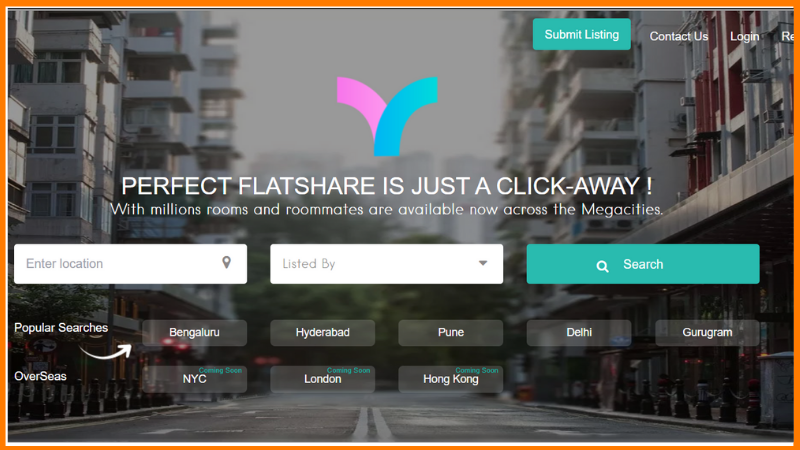 Submit Listing
Contact Us
Login
Re
PERFECT FLATSHARE IS JUST A CLICK-AWAY !
With millions rooms and roommates are available now across the Megacities.
Enter location
Listed By
Search
Popular Searches
Bengaluru
Hyderabad
Pune
Delhi
Gurugram
OverSeas
Coming Soon
NYC
Coming Soon
London
Coming Soon
Hong Kong